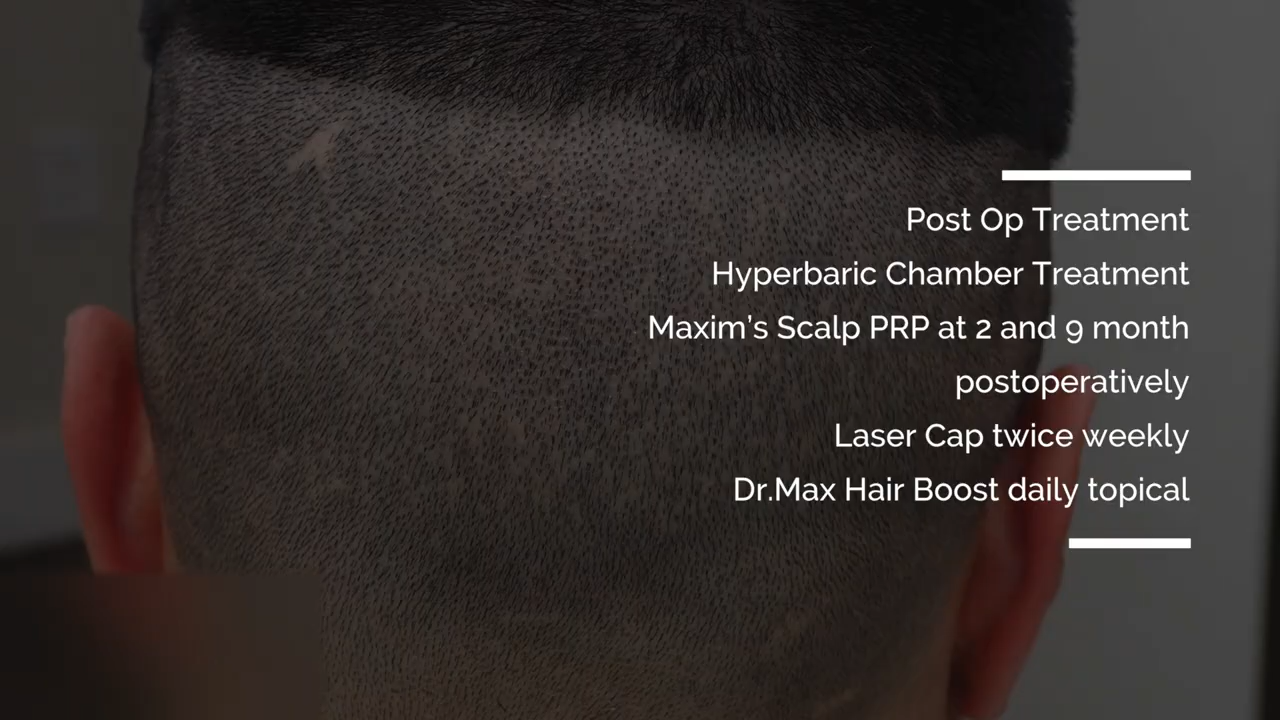 Post Op Treatment
Hyperbaric Chamber Treatment
Maxim's Scalp PRP at 2 and 9 month
postoperatively
Laser Cap twice weekly
Dr.Max Hair Boost daily topical